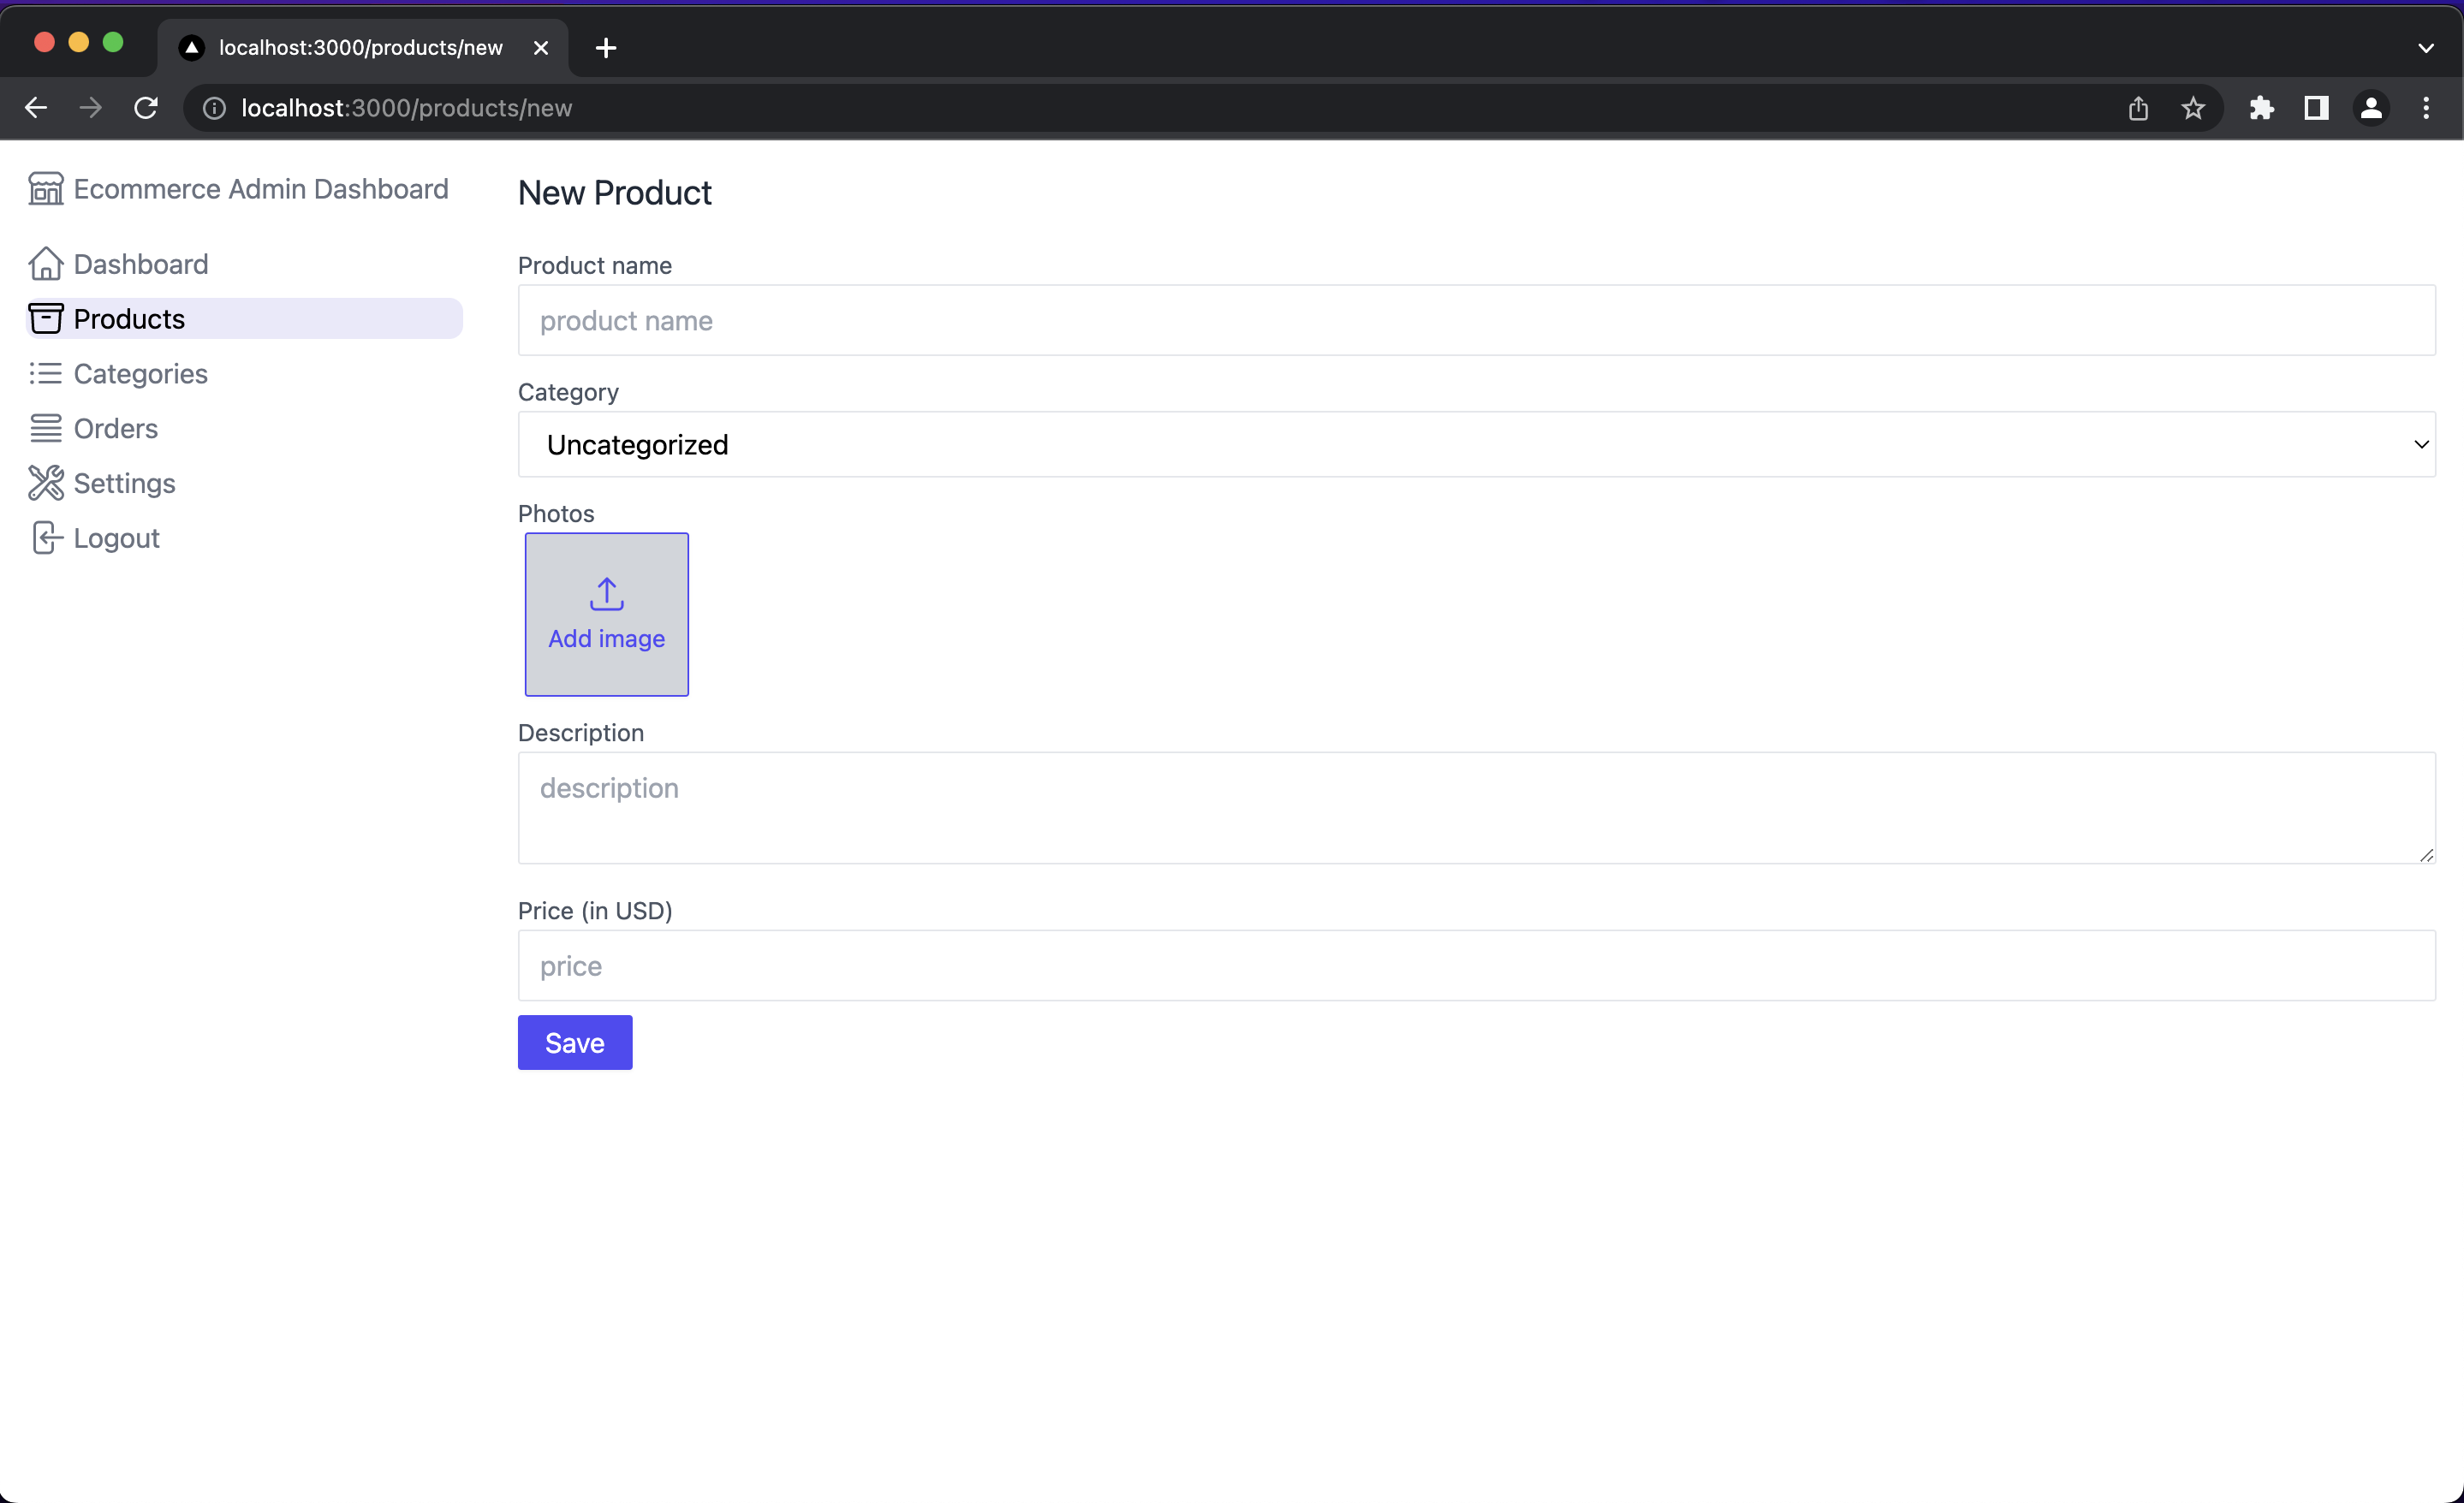 localhost:3000/products/new
localhost:3000/products/new
Ecommerce Admin Dashboard
Dashboard
Products
Categories
Orders
Settings
Logout
New Product
Product name
product name
Category
Uncategorized
Photos
Add image
Description
description
Price (in USD)
price
Save